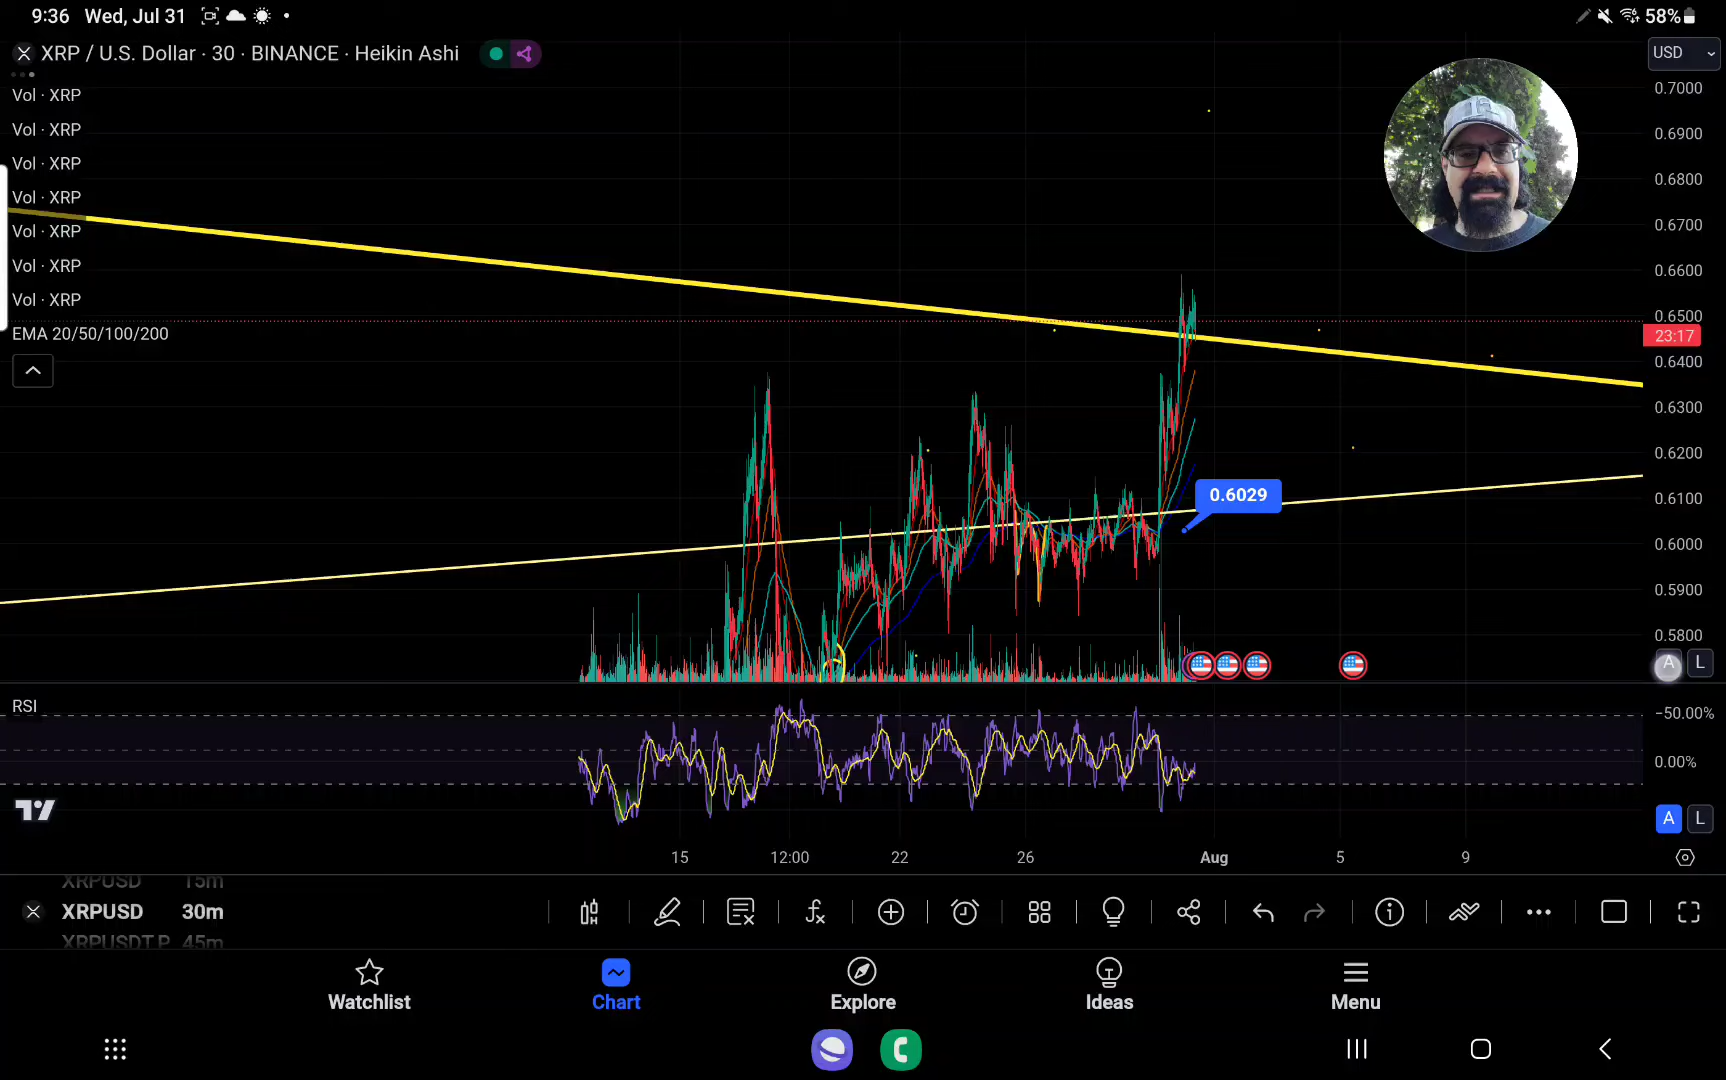 9:36 Wed, Jul 31 58%
XRP / U.S. Dollar · 30 · BINANCE · Heikin Ashi
USD
Vol · XRP
Vol · XRP
Vol · XRP
Vol · XRP
Vol · XRP
Vol · XRP
Vol · XRP
EMA 20/50/100/200
0.7000
0.6900
0.6800
0.6700
0.6600
0.6500
23:17
0.6400
0.6300
0.6200
0.6100
0.6000
0.5900
0.5800
0.6029
A L
RSI
−50.00%
0.00%
A L
15 12:00 22 26 Aug 5 9
XRPUSD 15m
XRPUSD 30m
XRPUSDT.P 45m
Watchlist Chart Explore Ideas Menu